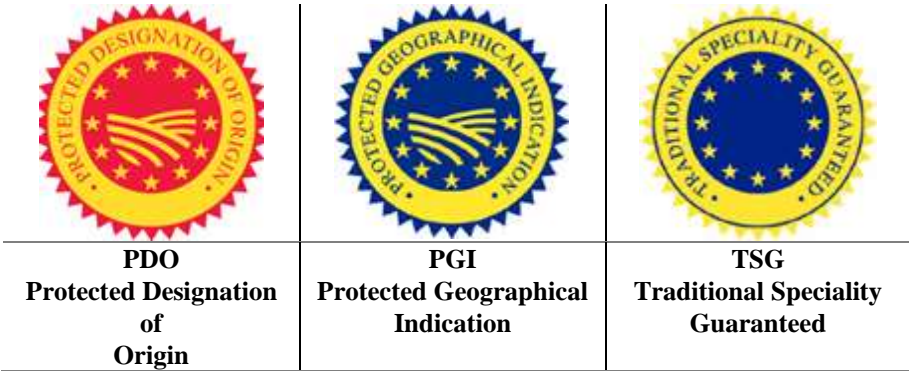 · PROTECTED DESIGNATION OF ORIGIN ·
· PROTECTED GEOGRAPHICAL INDICATION ·
· TRADITIONAL SPECIALITY GUARANTEED ·
PDO
Protected Designation
of
Origin
PGI
Protected Geographical
Indication
TSG
Traditional Speciality
Guaranteed